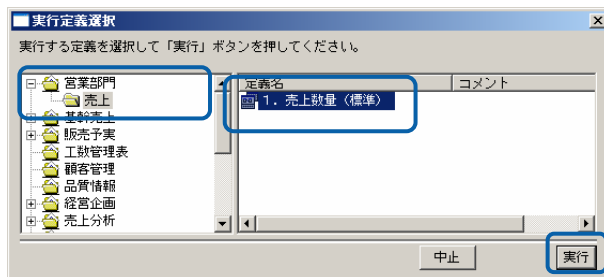 実行定義選択
実行する定義を選択して「実行」ボタンを押してください。
営業部門
売上
基幹売上
販売予実
工数管理表
顧客管理
品質情報
経営企画
売上分析
定義名
コメント
1．売上数量（標準）
中止
実行